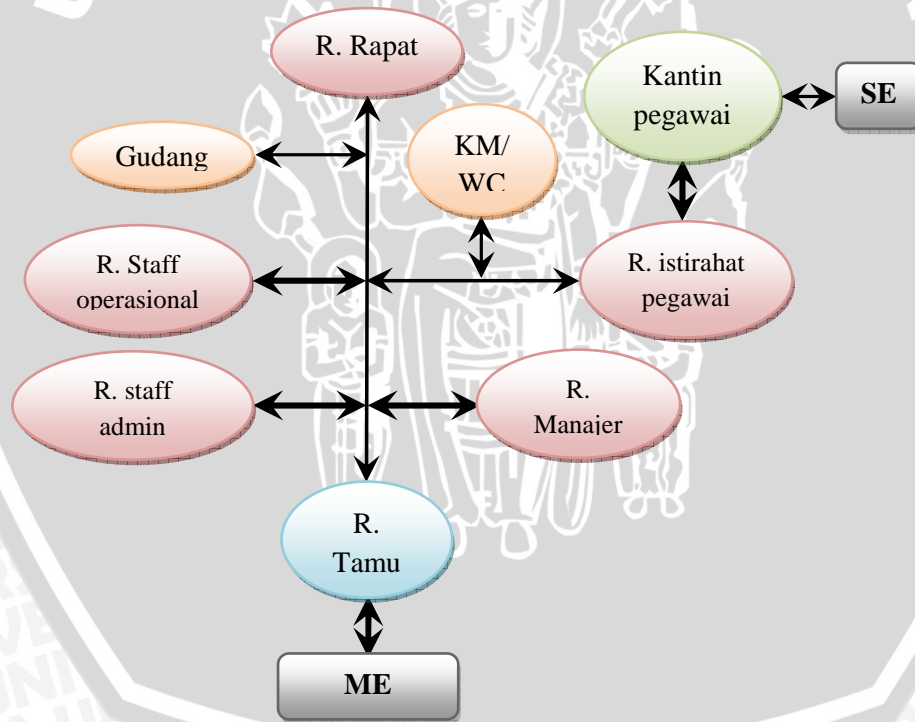 R. Rapat
Kantin
pegawai
SE
Gudang
KM/
WC
R. Staff
operasional
R. istirahat
pegawai
R. staff
admin
R.
Manajer
R.
Tamu
ME